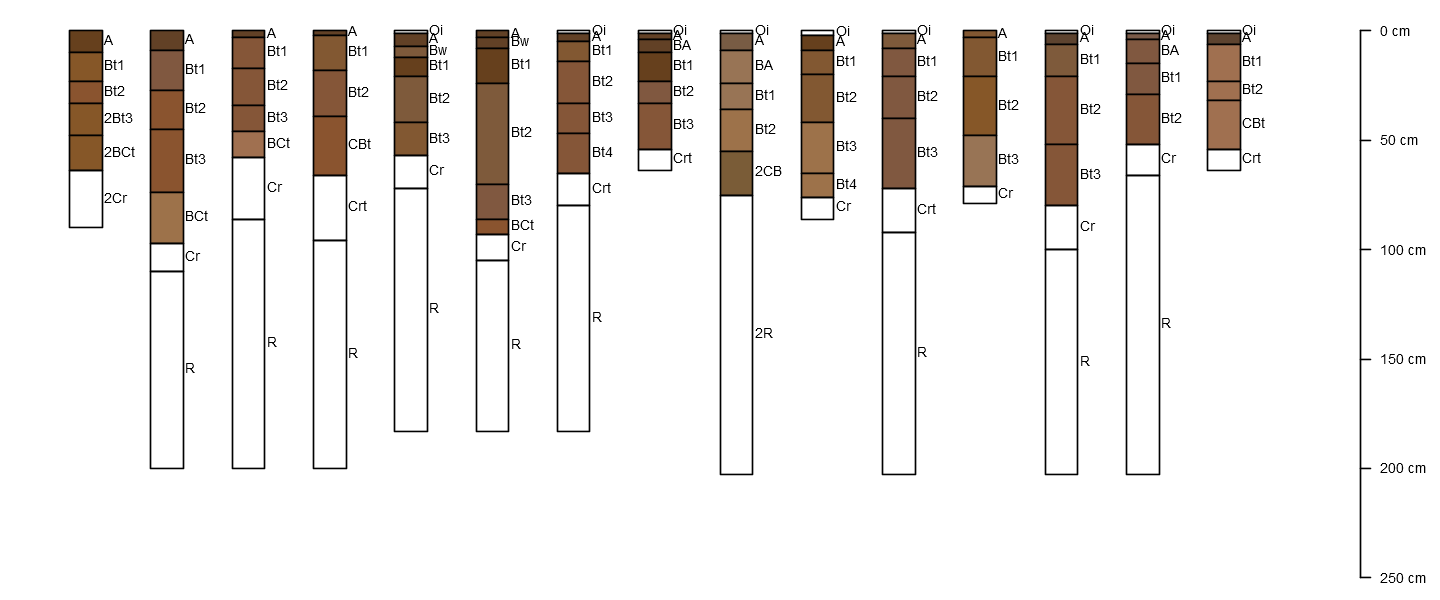 A
Bt1
Bt2
2Bt3
2BCt
2Cr
A
Bt1
Bt2
Bt3
BCt
Cr
R
A
Bt1
Bt2
Bt3
BCt
Cr
R
A
Bt1
Bt2
CBt
Crt
R
Oi
A
Bw
Bt1
Bt2
Bt3
Cr
R
A
Bw
Bt1
Bt2
Bt3
BCt
Cr
R
Oi
A
Bt1
Bt2
Bt3
Bt4
Crt
R
Oi
A
BA
Bt1
Bt2
Bt3
Crt
Oi
A
BA
Bt1
Bt2
2CB
2R
Oi
A
Bt1
Bt2
Bt3
Bt4
Cr
Oi
A
Bt1
Bt2
Bt3
Crt
R
A
Bt1
Bt2
Bt3
Cr
Oi
A
Bt1
Bt2
Bt3
Cr
R
Oi
A
BA
Bt1
Bt2
Cr
R
Oi
A
Bt1
Bt2
CBt
Crt
0 cm
50 cm
100 cm
150 cm
200 cm
250 cm